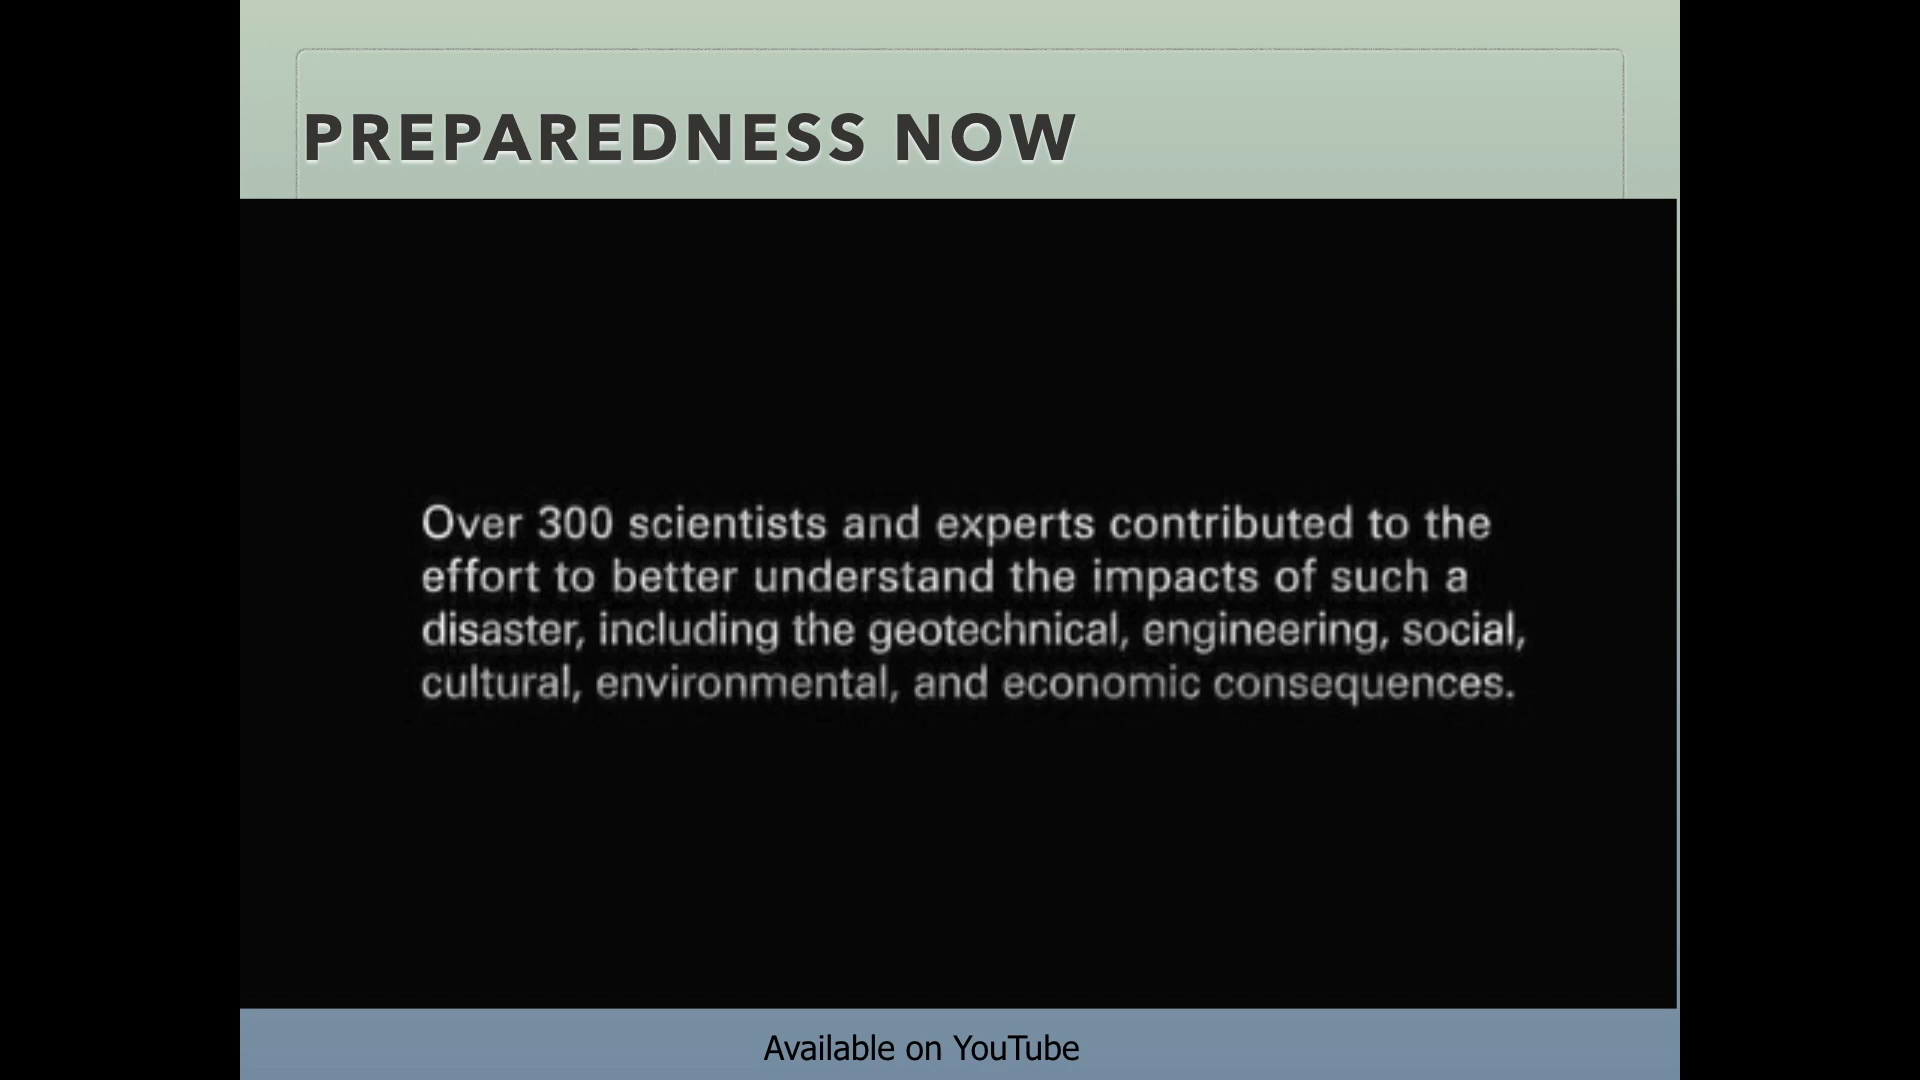 PREPAREDNESS NOW
Over 300 scientists and experts contributed to the
effort to better understand the impacts of such a
disaster, including the geotechnical, engineering, social,
cultural, environmental, and economic consequences.
Available on YouTube